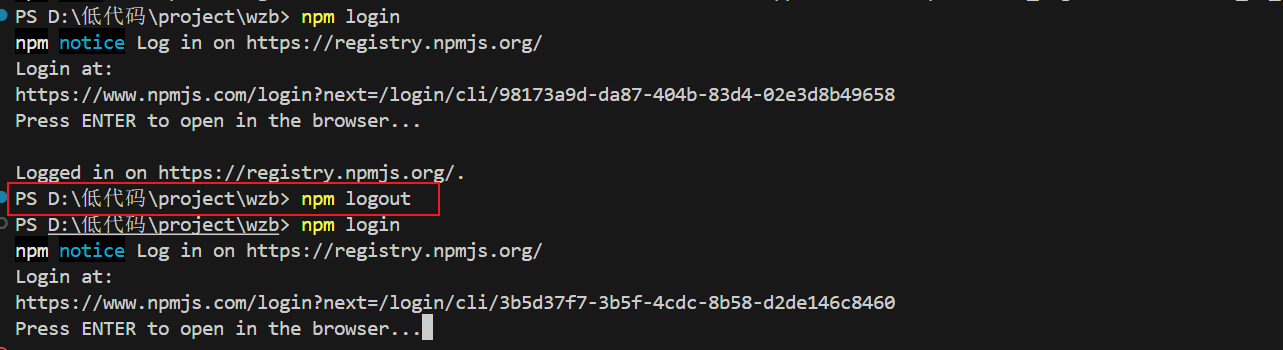 PS D:\低代码\project\wzb> npm login
npm notice Log in on https://registry.npmjs.org/
Login at:
https://www.npmjs.com/login?next=/login/cli/98173a9d-da87-404b-83d4-02e3d8b49658
Press ENTER to open in the browser...
Logged in on https://registry.npmjs.org/.
PS D:\低代码\project\wzb> npm logout
PS D:\低代码\project\wzb> npm login
npm notice Log in on https://registry.npmjs.org/
Login at:
https://www.npmjs.com/login?next=/login/cli/3b5d37f7-3b5f-4cdc-8b58-d2de146c8460
Press ENTER to open in the browser...